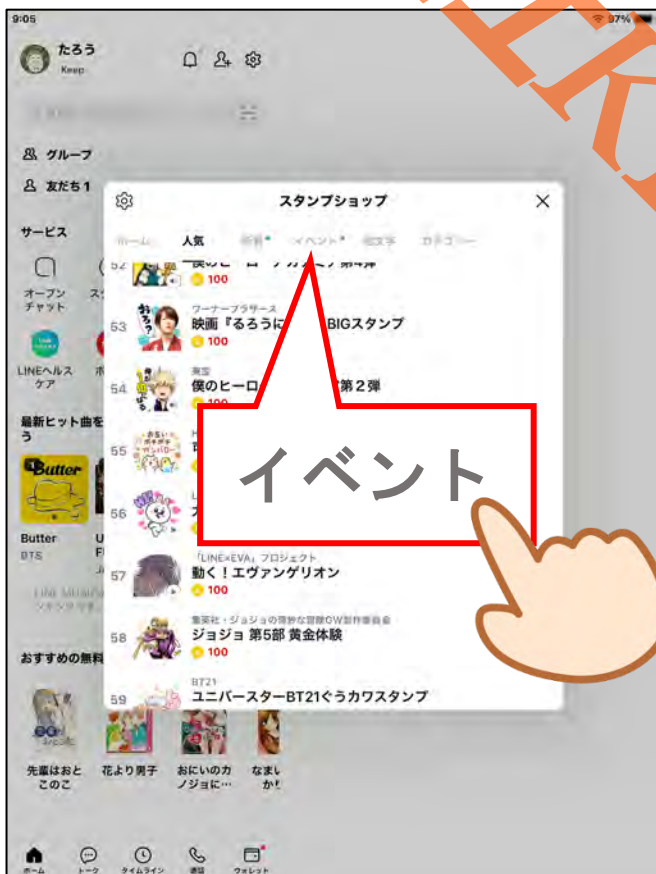 9:05
97%
たろう
Keep
グループ
友だち 1
サービス
オープン
チャット
LINEヘルス
ケア
最新ヒット曲を
う
Butter
Butter
BTS
おすすめの無料
先輩はおと
このこ
花より男子
おにいのカ
ノジョに…
なまし
スタンプショップ
ホーム
人気
新着
イベント
絵文字
カテゴリー
52
100
53
ワーナーブラザース
映画『るろうに
BIGスタンプ
100
54
東宝
僕のヒーロ
第2弾
100
55
56
57
「LINE×EVA」プロジェクト
動く！エヴァンゲリオン
100
58
集英社・ジョジョの奇妙な冒険GW製作委員会
ジョジョ 第5部 黄金体験
100
59
BT21
ユニバースターBT21ぐうカワスタンプ
イベント
ホーム
トーク
タイムライン
通話
ウォレット